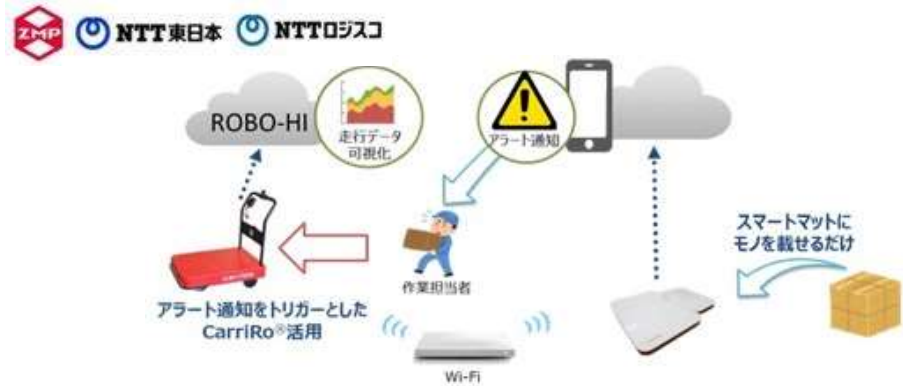 ZMP NTT東日本 NTTロジスコ
ROBO-HI
走行データ
可視化
アラート通知
スマートマットに
モノを載せるだけ
作業担当者
アラート通知をトリガーとした
CarriRo®活用
Wi-Fi